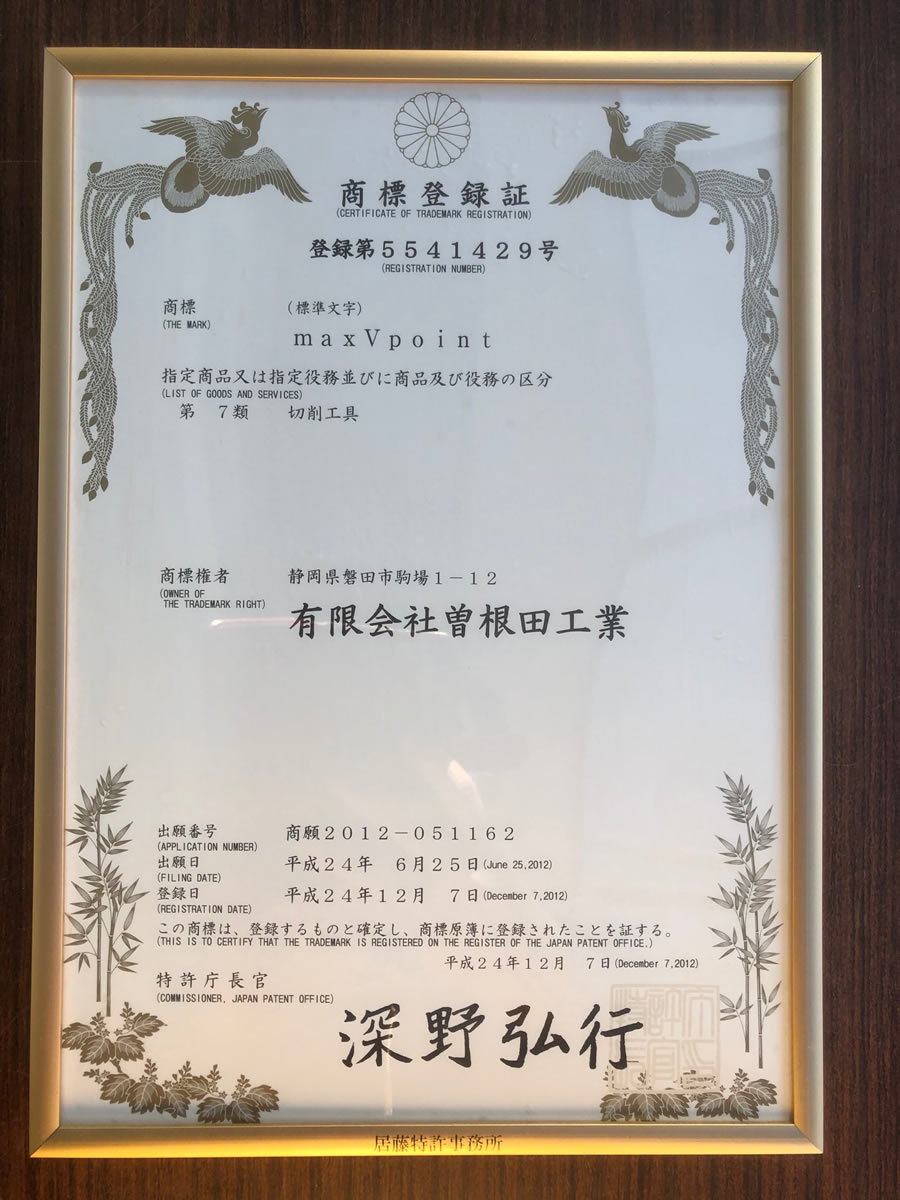 商標登録証
(CERTIFICATE OF TRADEMARK REGISTRATION)
登録第5541429号
(REGISTRATION NUMBER)
商標 (標準文字)
(THE MARK)
maxVpoint
指定商品又は指定役務並びに商品及び役務の区分
(LIST OF GOODS AND SERVICES)
第 7類 切削工具
商標権者 静岡県磐田市駒場1-12
(OWNER OF
THE TRADEMARK RIGHT)
有限会社曽根田工業
出願番号 商願2012-051162
(APPLICATION NUMBER)
出願日 平成24年 6月25日(June 25,2012)
(FILING DATE)
登録日 平成24年12月 7日(December 7,2012)
(REGISTRATION DATE)
この商標は、登録するものと確定し、商標原簿に登録されたことを証する。
(THIS IS TO CERTIFY THAT THE TRADEMARK IS REGISTERED ON THE REGISTER OF THE JAPAN PATENT OFFICE.)
平成24年12月 7日(December 7,2012)
特許庁長官
(COMMISSIONER, JAPAN PATENT OFFICE)
深野弘行
居藤特許事務所